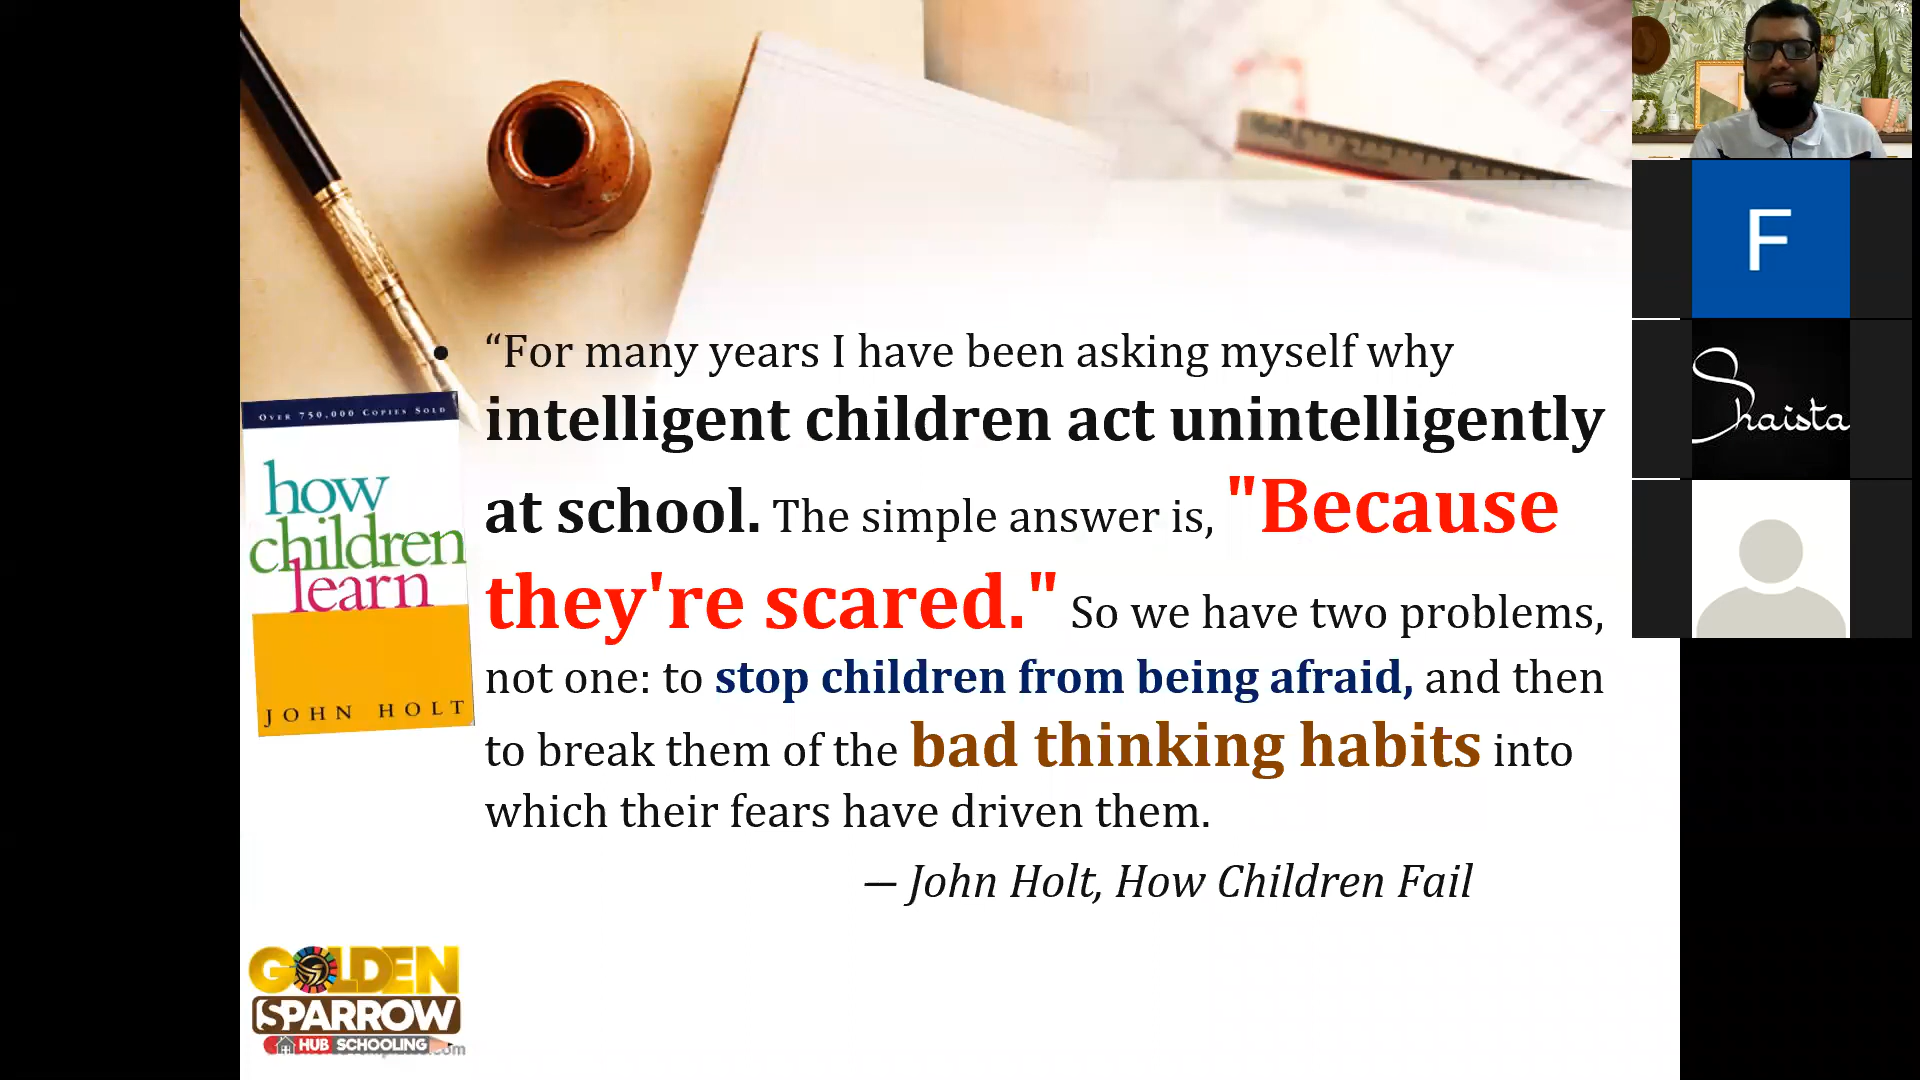 “For many years I have been asking myself why
intelligent children act unintelligently
at school. The simple answer is, "Because
they're scared." So we have two problems,
not one: to stop children from being afraid, and then
to break them of the bad thinking habits into
which their fears have driven them.
— John Holt, How Children Fail
OVER 750,000 COPIES SOLD
how
children
learn
JOHN HOLT
GOLDEN
SPARROW
HUB SCHOOLING
.com
F
Shaista